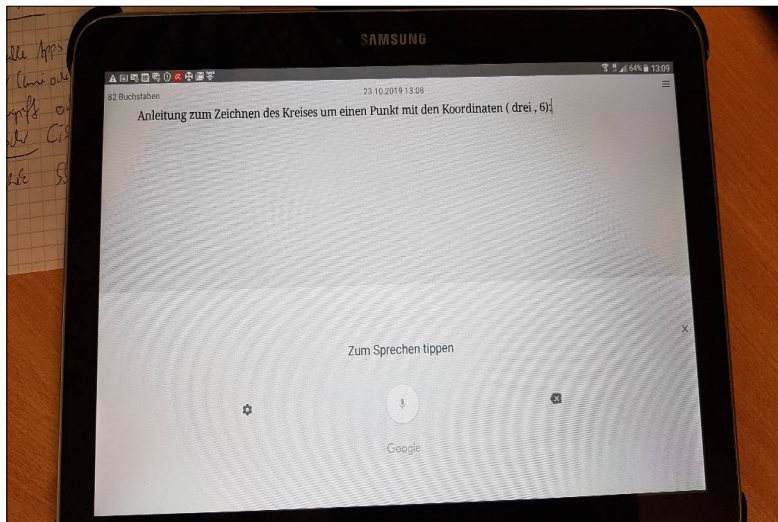 SAMSUNG
64% 13:09
82 Buchstaben
23.10.2019 13:08
Anleitung zum Zeichnen des Kreises um einen Punkt mit den Koordinaten ( drei , 6):
Zum Sprechen tippen
Google